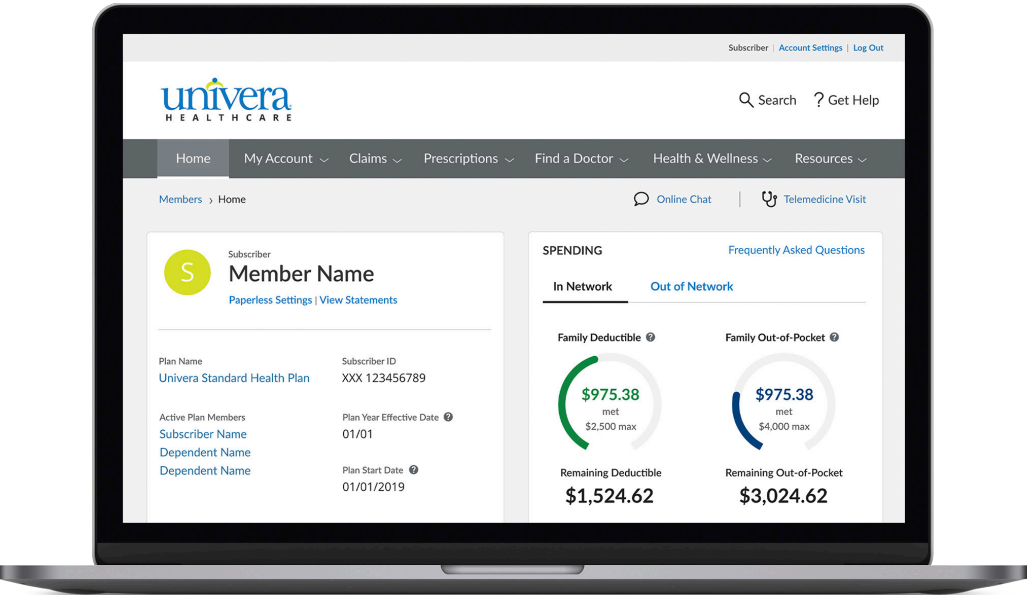 Subscriber | Account Settings | Log Out
univera
HEALTHCARE
Search ? Get Help
Home My Account Claims Prescriptions Find a Doctor Health & Wellness Resources
Members › Home
Online Chat | Telemedicine Visit
S
Subscriber
Member Name
Paperless Settings | View Statements
Plan Name
Univera Standard Health Plan
Subscriber ID
XXX 123456789
Active Plan Members
Subscriber Name
Dependent Name
Dependent Name
Plan Year Effective Date ?
01/01
Plan Start Date ?
01/01/2019
SPENDING
Frequently Asked Questions
In Network Out of Network
Family Deductible ?
$975.38
met
$2,500 max
Remaining Deductible
$1,524.62
Family Out-of-Pocket ?
$975.38
met
$4,000 max
Remaining Out-of-Pocket
$3,024.62